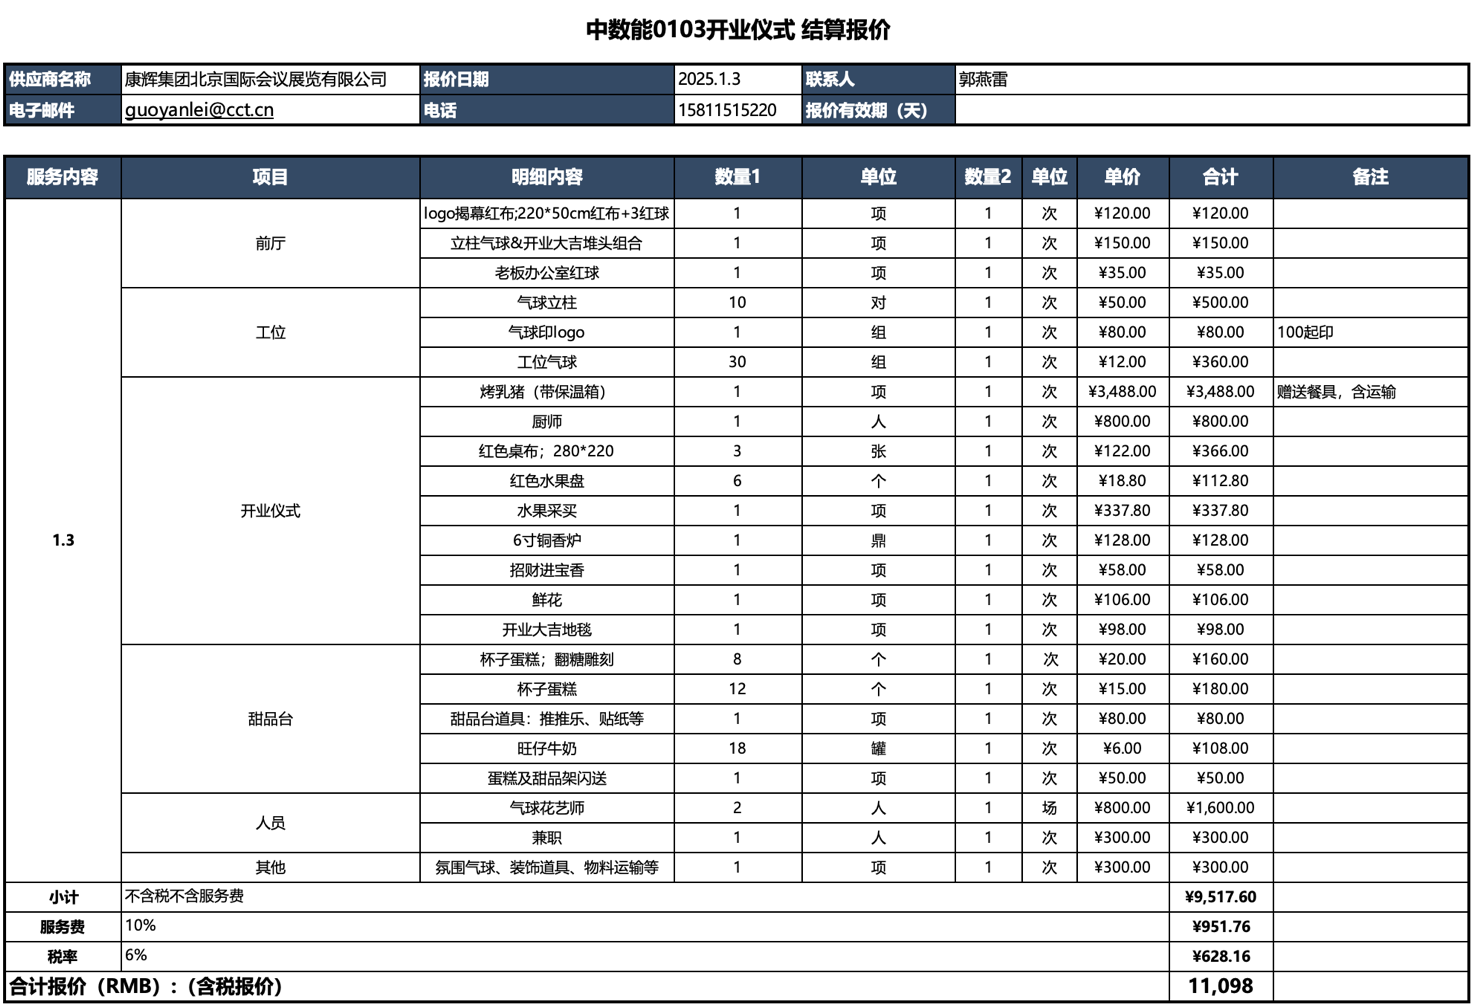 中数能0103开业仪式 结算报价
供应商名称 康辉集团北京国际会议展览有限公司 报价日期 2025.1.3 联系人 郭燕雷
电子邮件 guoyanlei@cct.cn 电话 15811515220 报价有效期（天）
服务内容 项目 明细内容 数量1 单位 数量2 单位 单价 合计 备注
1.3
前厅
logo揭幕红布;220*50cm红布+3红球 1 项 1 次 ¥120.00 ¥120.00
立柱气球&开业大吉堆头组合 1 项 1 次 ¥150.00 ¥150.00
老板办公室红球 1 项 1 次 ¥35.00 ¥35.00
工位
气球立柱 10 对 1 次 ¥50.00 ¥500.00
气球印logo 1 组 1 次 ¥80.00 ¥80.00 100起印
工位气球 30 组 1 次 ¥12.00 ¥360.00
开业仪式
烤乳猪（带保温箱） 1 项 1 次 ¥3,488.00 ¥3,488.00 赠送餐具，含运输
厨师 1 人 1 次 ¥800.00 ¥800.00
红色桌布；280*220 3 张 1 次 ¥122.00 ¥366.00
红色水果盘 6 个 1 次 ¥18.80 ¥112.80
水果采买 1 项 1 次 ¥337.80 ¥337.80
6寸铜香炉 1 鼎 1 次 ¥128.00 ¥128.00
招财进宝香 1 项 1 次 ¥58.00 ¥58.00
鲜花 1 项 1 次 ¥106.00 ¥106.00
开业大吉地毯 1 项 1 次 ¥98.00 ¥98.00
甜品台
杯子蛋糕；翻糖雕刻 8 个 1 次 ¥20.00 ¥160.00
杯子蛋糕 12 个 1 次 ¥15.00 ¥180.00
甜品台道具：推推乐、贴纸等 1 项 1 次 ¥80.00 ¥80.00
旺仔牛奶 18 罐 1 次 ¥6.00 ¥108.00
蛋糕及甜品架闪送 1 项 1 次 ¥50.00 ¥50.00
人员
气球花艺师 2 人 1 场 ¥800.00 ¥1,600.00
兼职 1 人 1 次 ¥300.00 ¥300.00
其他 氛围气球、装饰道具、物料运输等 1 项 1 次 ¥300.00 ¥300.00
小计 不含税不含服务费 ¥9,517.60
服务费 10% ¥951.76
税率 6% ¥628.16
合计报价（RMB）:（含税报价） 11,098